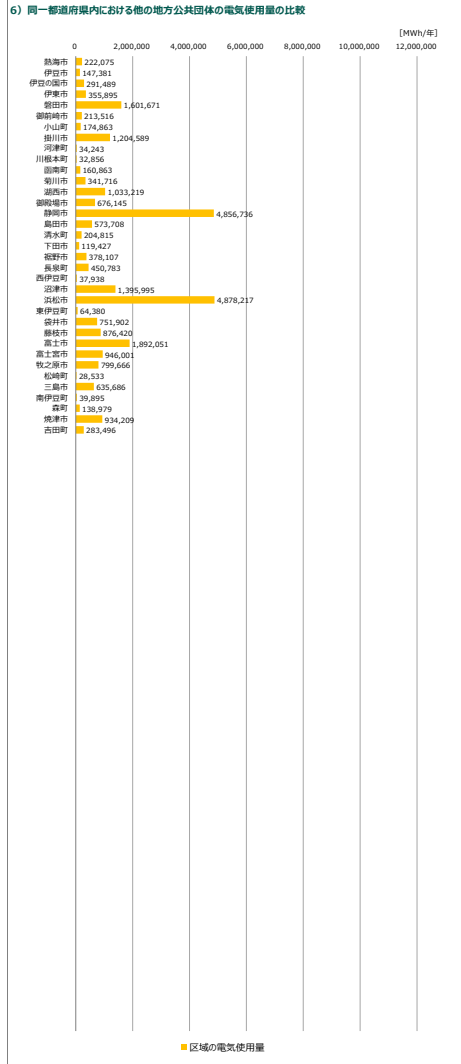 6）同一都道府県内における他の地方公共団体の電気使用量の比較
［MWh/年］
0 2,000,000 4,000,000 6,000,000 8,000,000 10,000,000 12,000,000
熱海市 222,075
伊豆市 147,381
伊豆の国市 291,489
伊東市 355,895
磐田市 1,601,671
御前崎市 213,516
小山町 174,863
掛川市 1,204,589
河津町 34,243
川根本町 32,856
函南町 160,863
菊川市 341,716
湖西市 1,033,219
御殿場市 676,145
静岡市 4,856,736
島田市 573,708
清水町 204,815
下田市 119,427
裾野市 378,107
長泉町 450,783
西伊豆町 37,938
沼津市 1,395,995
浜松市 4,878,217
東伊豆町 64,380
袋井市 751,902
藤枝市 876,420
富士市 1,892,051
富士宮市 946,001
牧之原市 799,666
松崎町 28,533
三島市 635,686
南伊豆町 39,895
森町 138,979
焼津市 934,209
吉田町 283,496
区域の電気使用量